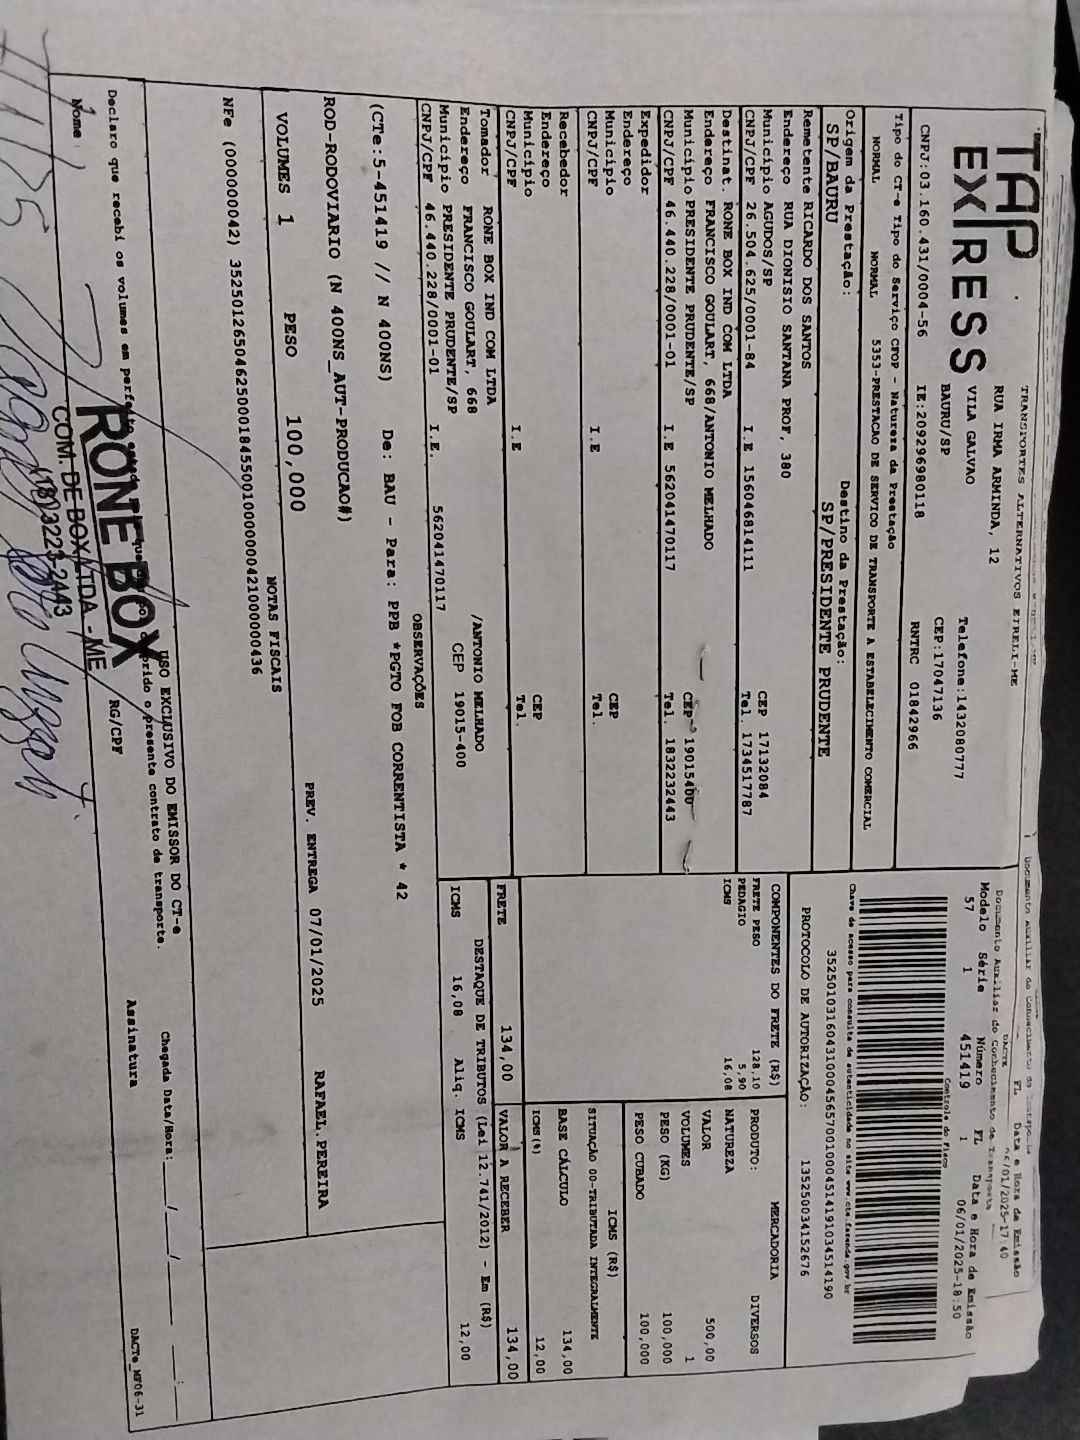 TAP EXPRESS
TRANSPORTES ALTERNATIVOS EIRELI-ME
RUA IRMA ARMINDA, 12
VILA GALVAO
BAURU/SP
Telefone:1432080777
CEP:17047136
CNPJ:03.160.431/0004-56 IE:209296980118 RNTRC 01842966
Documento Auxiliar do Conhecimento de Transporte
06/01/2025-17:40
Modelo Série Número FL Data e Hora de Emissão
57 1 451419 1 06/01/2025-18:50
Controle do Fisco
Chave de acesso para consulta de autenticidade no site www.cte.fazenda.gov.br
35250103160431000456570010004514191034514190
PROTOCOLO DE AUTORIZAÇÃO: 135250034152676
Tipo do CT-e Tipo do Serviço CFOP - Natureza da Prestação
NORMAL NORMAL 5353-PRESTACAO DE SERVICO DE TRANSPORTE A ESTABELECIMENTO COMERCIAL
Origem da Prestação: Destino da Prestação:
SP/BAURU SP/PRESIDENTE PRUDENTE
Remetente RICARDO DOS SANTOS
Endereço RUA DIONISIO SANTANA PROF, 380
Município AGUDOS/SP CEP 17132084
CNPJ/CPF 26.504.625/0001-84 I.E 156046814111 Tel. 1734517787
Destinat. RONE BOX IND COM LTDA
Endereço FRANCISCO GOULART, 668/ANTONIO MELHADO
Município PRESIDENTE PRUDENTE/SP CEP 19015400
CNPJ/CPF 46.440.228/0001-01 I.E 562041470117 Tel. 1832232443
Expedidor
Endereço
Município CEP
CNPJ/CPF I.E Tel.
Recebedor
Endereço
Município CEP
CNPJ/CPF I.E Tel.
Tomador RONE BOX IND COM LTDA
Endereço FRANCISCO GOULART, 668 /ANTONIO MELHADO
Município PRESIDENTE PRUDENTE/SP CEP 19015-400
CNPJ/CPF 46.440.228/0001-01 I.E. 562041470117
COMPONENTES DO FRETE (R$)
FRETE PESO 128,10
PEDAGIO 5,90
ICMS 16,08
PRODUTO: MERCADORIA
NATUREZA DIVERSOS
VALOR 500,00
VOLUMES 1
PESO (KG) 100,000
PESO CUBADO 100,000
ICMS (R$)
SITUAÇÃO 00-TRIBUTADA INTEGRALMENTE
BASE CÁLCULO 134,00
ICMS(%) 12,00
FRETE 134,00 VALOR A RECEBER 134,00
DESTAQUE DE TRIBUTOS (Lei 12.741/2012) - Em (R$)
ICMS 16,08 Aliq. ICMS 12,00
OBSERVAÇÕES
(CTe:5-451419 // N 400NS) De: BAU - Para: PPB *PGTO FOB CORRENTISTA * 42
ROD-RODOVIARIO (N 400NS_AUT-PRODUCAO#)
PREV. ENTREGA 07/01/2025 RAFAEL.PEREIRA
VOLUMES 1 PESO 100,000
NOTAS FISCAIS
NFe (000000042) 35250126504625000184550010000000421000000436
USO EXCLUSIVO DO EMISSOR DO CT-e
Chegada Data/Hora:
Declaro que recebi os volumes em perfeito prido o presente contrato de transporte.
Nome RG/CPF Assinatura
RONE BOX
COM. DE BOX LTDA - ME
(18) 3223-2443
DACTe_MF06-31